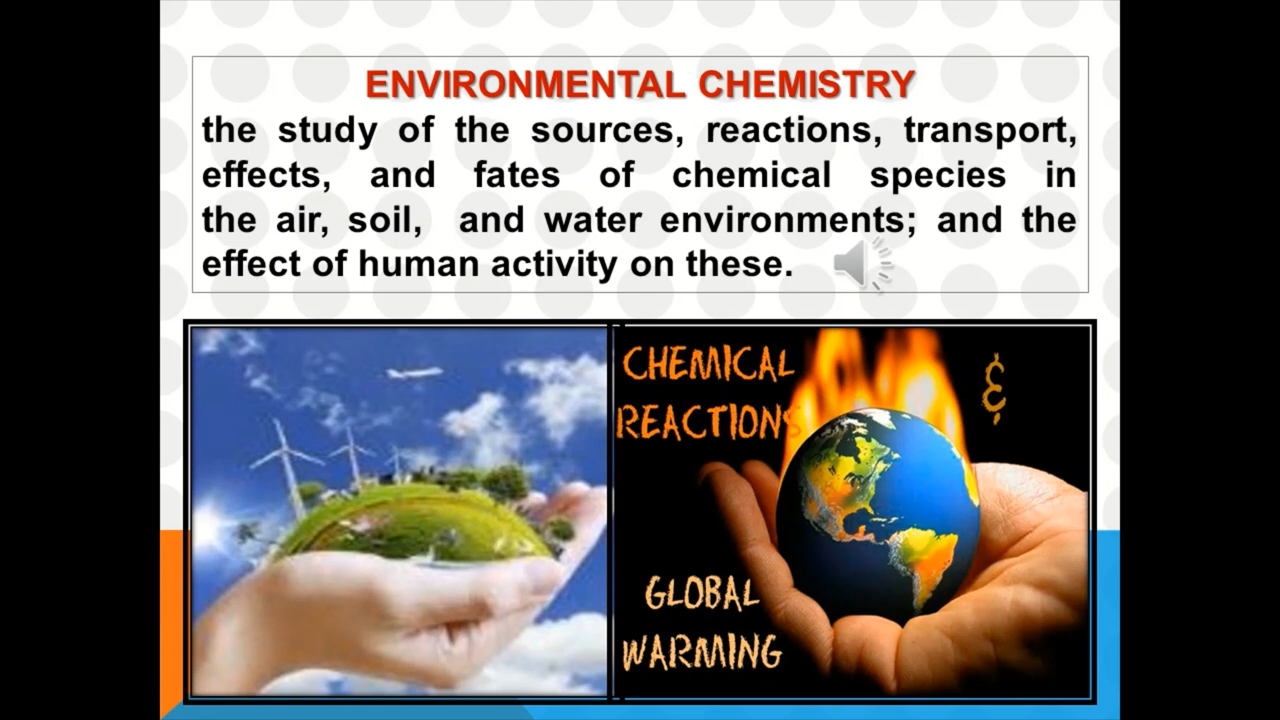 ENVIRONMENTAL CHEMISTRY
the study of the sources, reactions, transport,
effects, and fates of chemical species in
the air, soil, and water environments; and the
effect of human activity on these.
CHEMICAL
REACTIONS
&
GLOBAL
WARMING